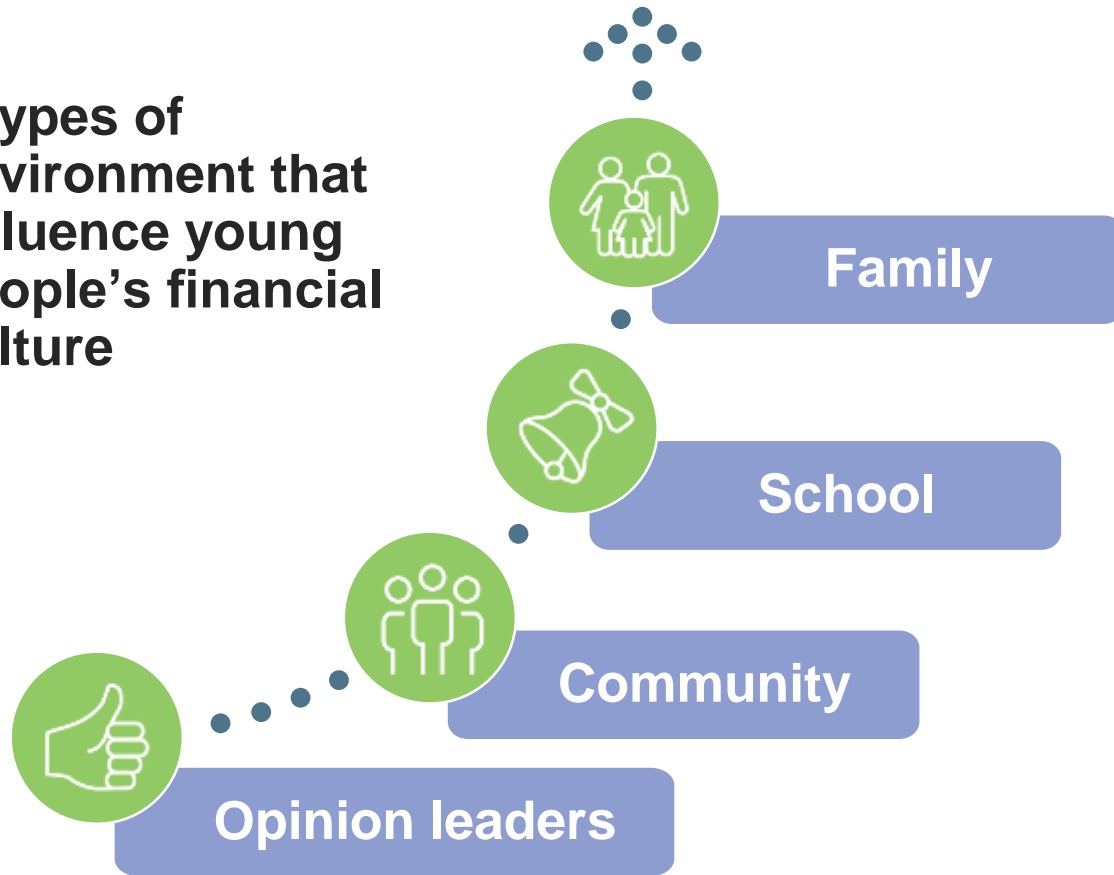 ypes of
vironment that
luence young
ople's financial
lture
Family
School
Community
Opinion leaders